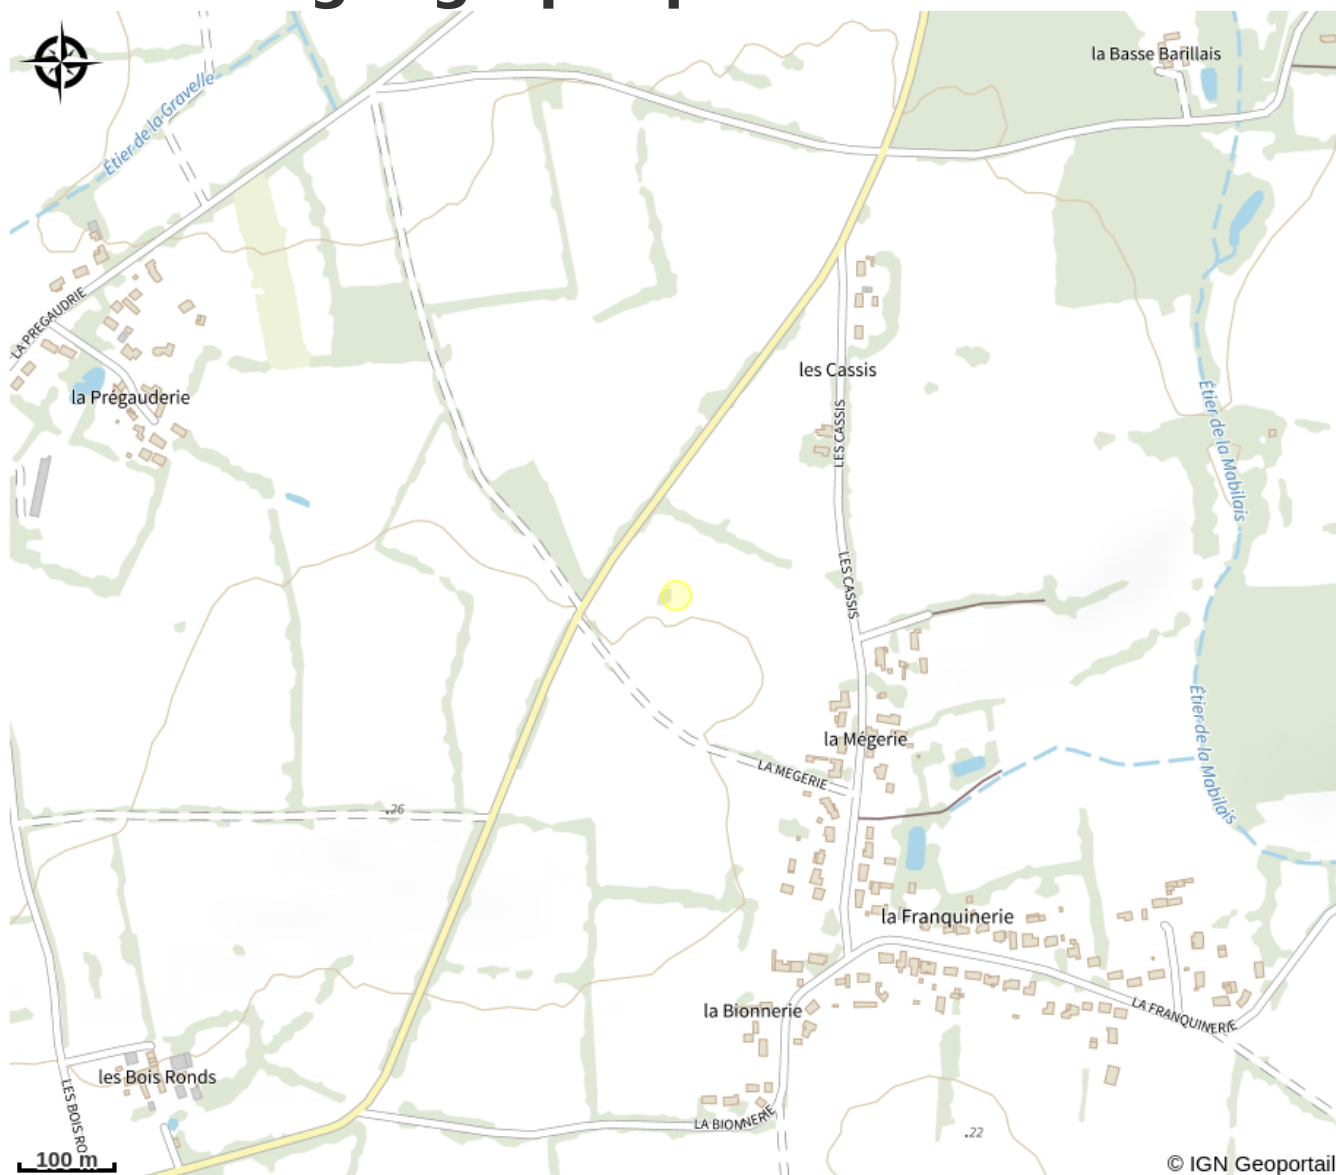 la Basse Barillais
Étier de la Gravelle
LA PREGAUDRIE
les Cassis
la Prégauderie
LES CASSIS
Étier de la Mabilais
LES CASSIS
la Mégerie
Étier de la Mabilais
LA MEGERIE
26
la Franquinerie
la Bionnerie
LA FRANQUINERIE
les Bois Ronds
LES BOIS RO
LA BIONNERIE
22
100 m
© IGN Geoportail